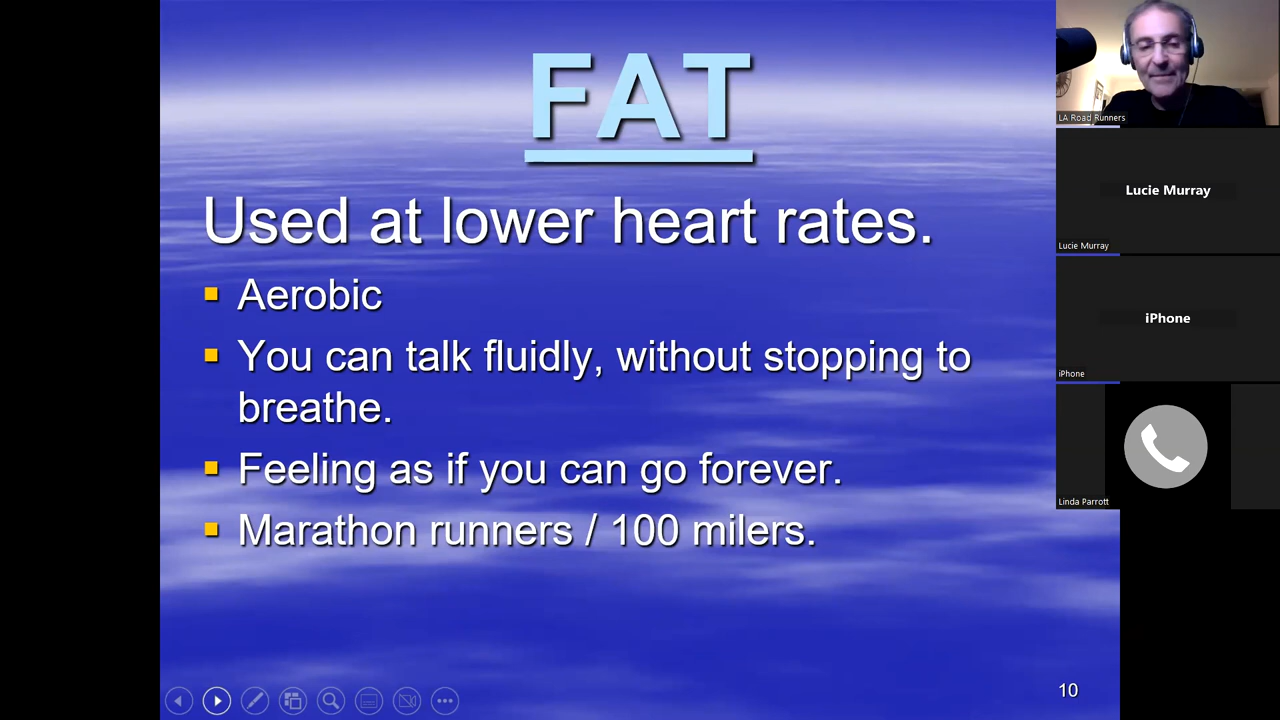 FAT
Used at lower heart rates.
Aerobic
You can talk fluidly, without stopping to
breathe.
Feeling as if you can go forever.
Marathon runners / 100 milers.
10
LA Road Runners
Lucie Murray
Lucie Murray
iPhone
iPhone
Linda Parrott